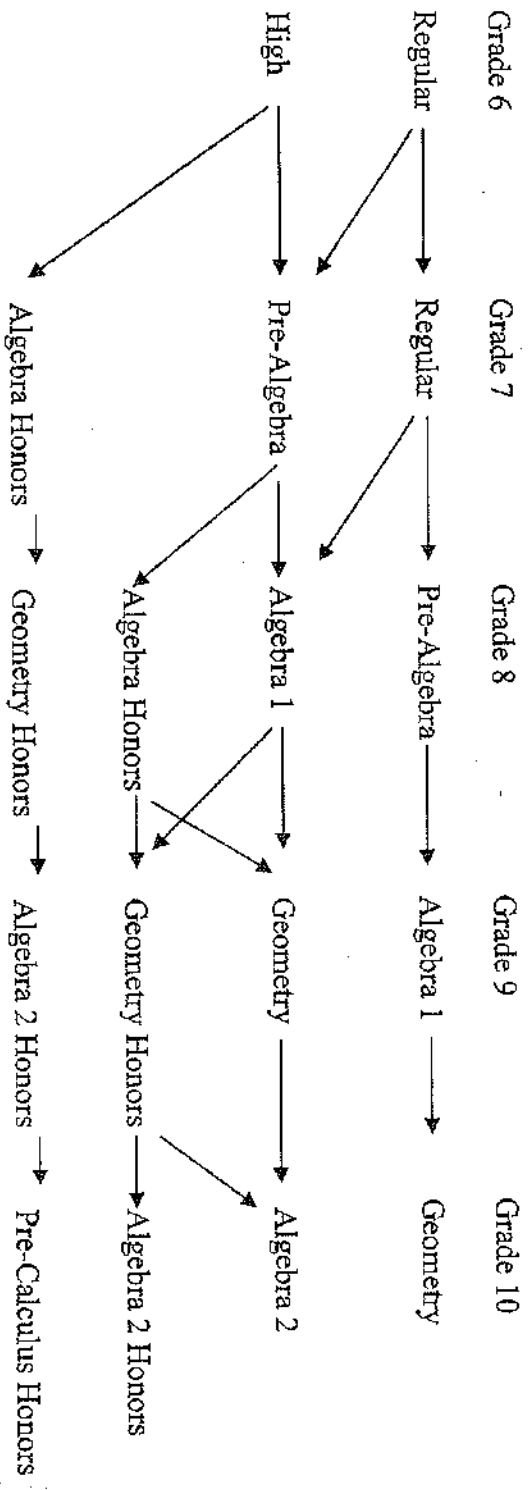 Grade 6 Grade 7 Grade 8 Grade 9 Grade 10
Regular Regular Pre-Algebra Algebra 1 Geometry
High Pre-Algebra Algebra 1 Geometry Algebra 2
Algebra Honors Geometry Honors Algebra 2 Honors
Algebra Honors Geometry Honors Algebra 2 Honors Pre-Calculus Honors